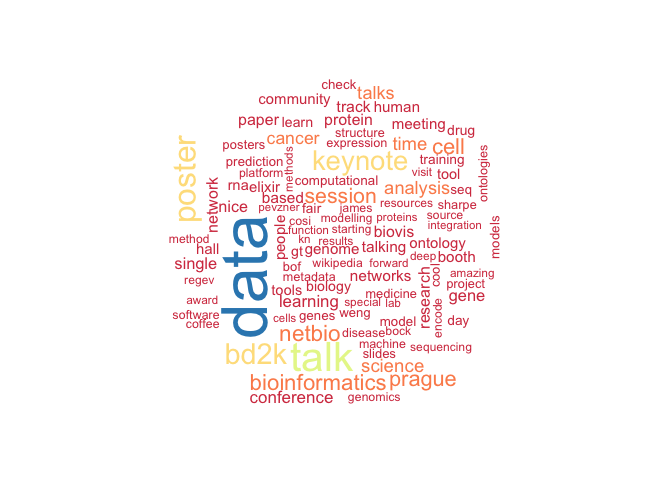 check
talks
community
track human
paper learn protein meeting drug
structure
posters cancer expression time cell
poster
prediction methods keynote training
platform visit tool ontologies
rna elixir computational
network nice based session analysis seq
pevzner fair james resources sharpe
cosi modelling proteins source
method people function starting biovis integration models
hall data kn results talking ontology
gt genome deep booth
single bof wikipedia forward
regev metadata networks cool amazing
tools biology research project
medicine gene
award learning special lab encode
software cells genes weng model day
coffee netbio disease bock
machine sequencing
bd2k talk slides
science
bioinformatics prague
conference genomics